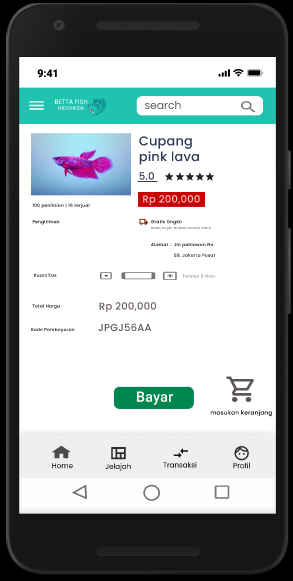 9:41
BETTA FISH
INDONESIA
search
Cupang
pink lava
5.0
Rp 200,000
100 penilaian | 16 terjual
Pengiriman
Gratis Ongkir
Alamat : Jln pahlawan No
69, Jakarta Pusat
Kuantitas
Tersisa 8 ikan
Total Harga
Rp 200,000
Kode Pembayaran
JPGJ56AA
Bayar
masukan keranjang
Home
Jelajah
Transaksi
Profil